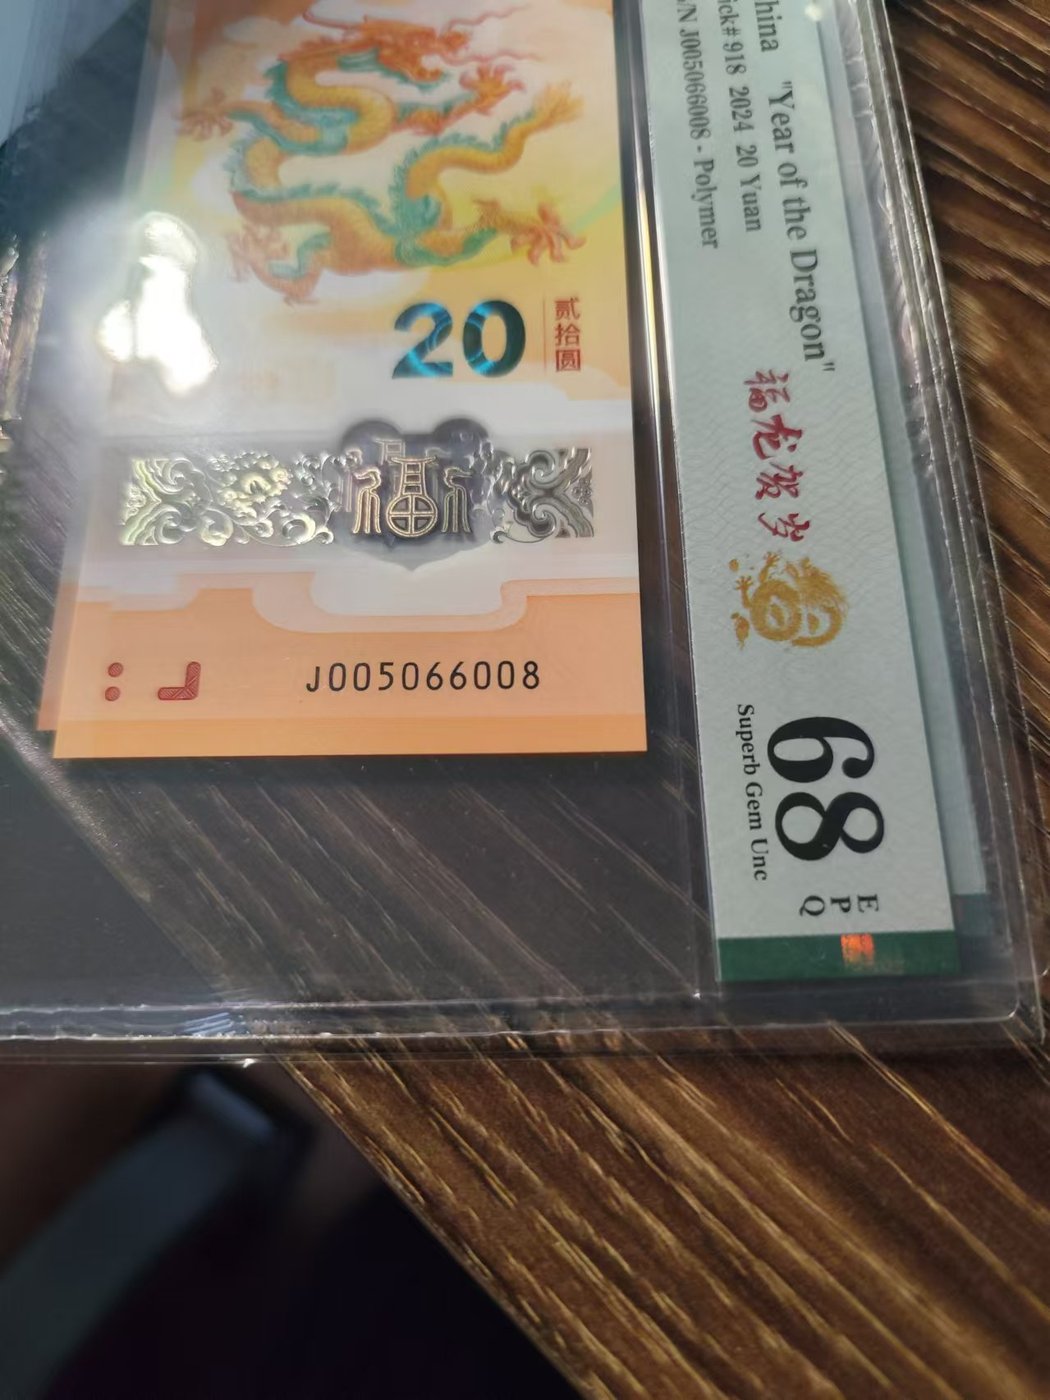 20
贰拾圆
福
J005066008
hina "Year of the Dragon"
ick# 918 2024 20 Yuan
/N J005066008 - Polymer
福龙贺岁
68
EPQ
Superb Gem Unc